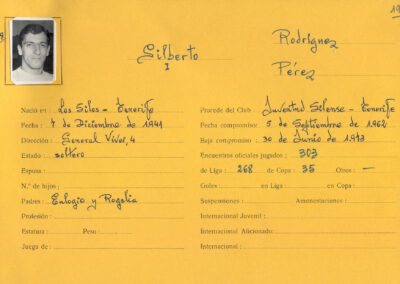 19
Gilberto
I
Rodríguez
Pérez
Nació en : Los Silos - Tenerife
Fecha : 4 de Diciembre de 1941
Dirección : General Vives, 4
Estado : soltero
Esposa :
N.º de hijos :
Padres : Eulogio y Rogelia
Profesión :
Estatura : Peso :
Juega de :
Procede del Club : Juventud Silense - Tenerife
Fecha compromiso : 5 de Septiembre de 1962
Baja compromiso : 30 de Junio de 1973
Encuentros oficiales jugados ; 303
de Liga : 268 de Copa : 35 Otros : —
Goles : en Liga : en Copa :
Suspensiones : Amonestaciones :
Internacional Juvenil :
Internacional Aficionado:
Internacional :